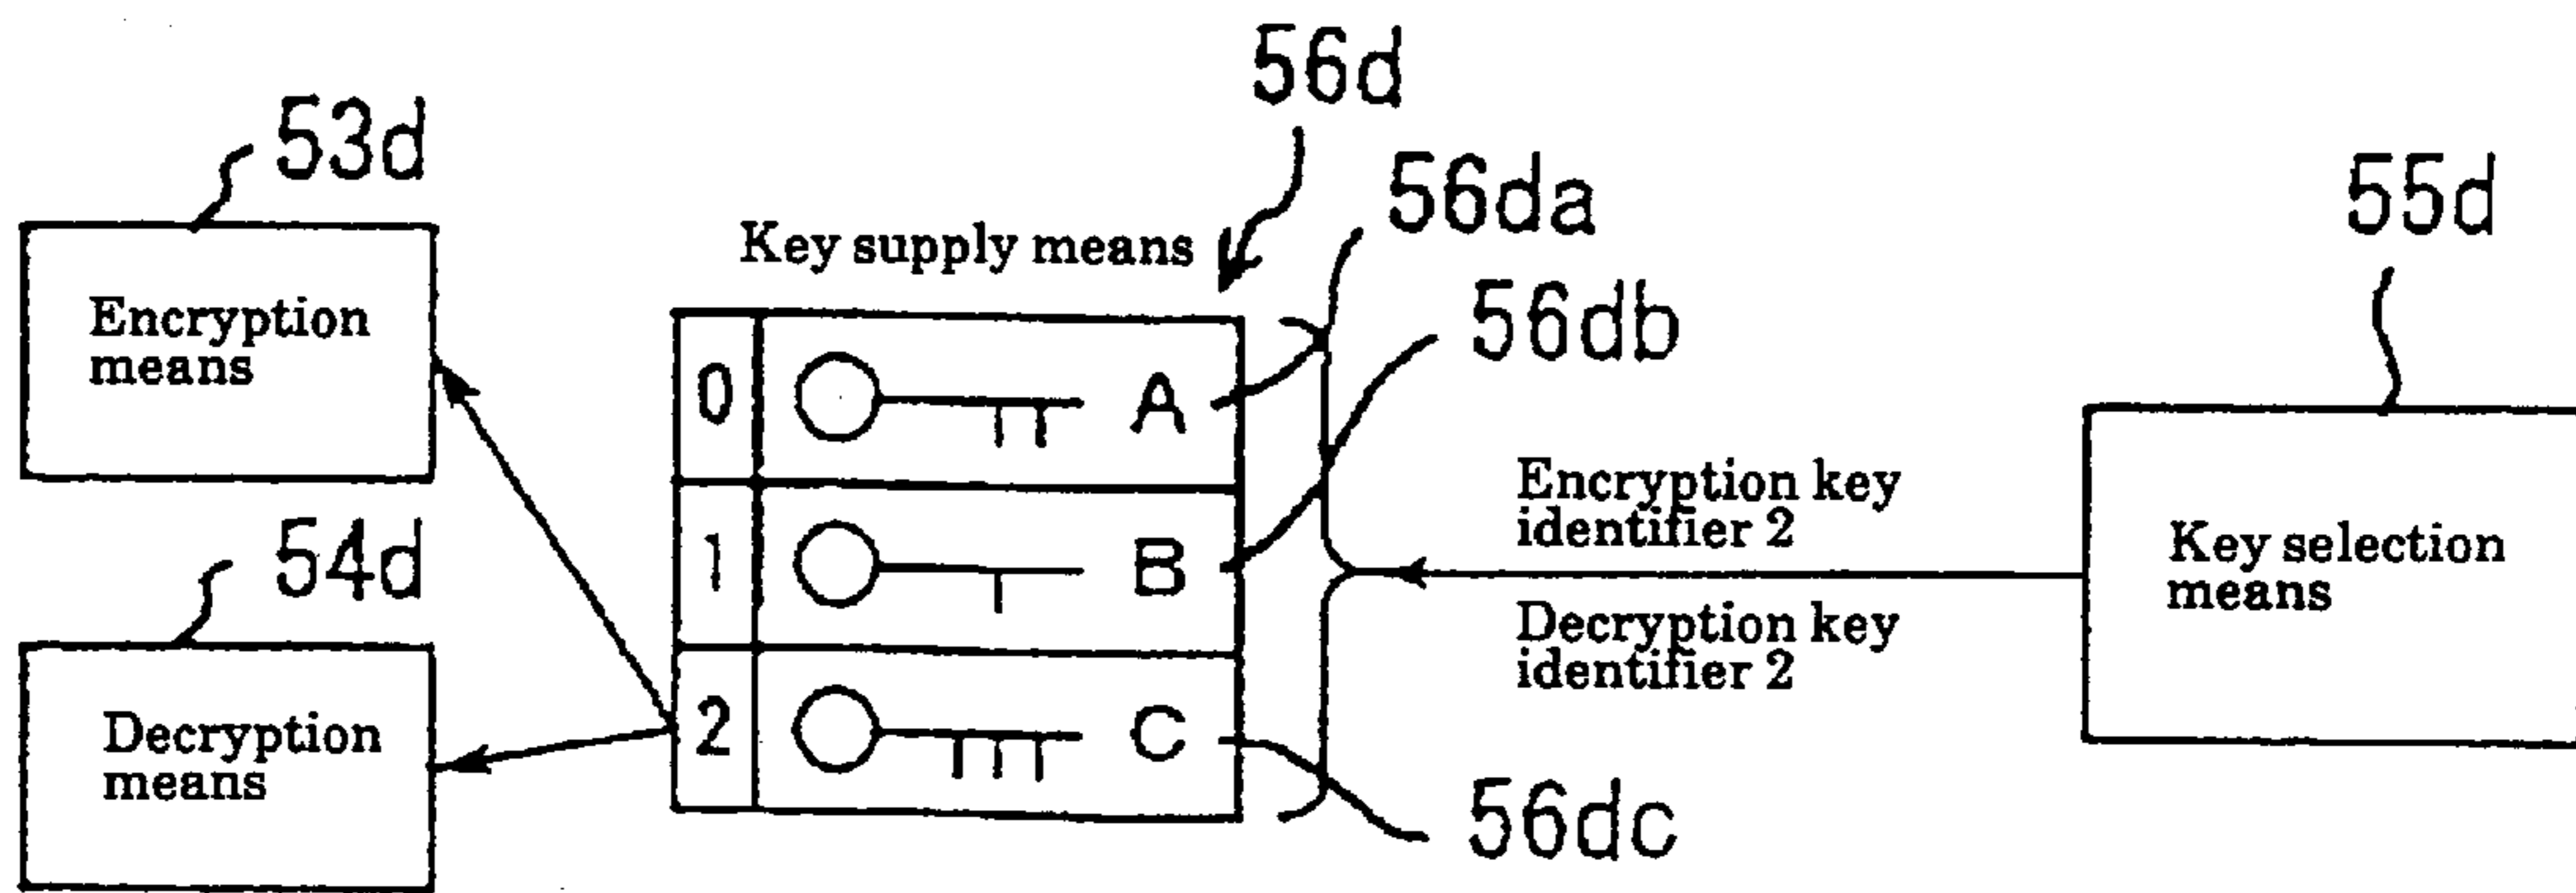 56d
53d
56da
55d
Key supply means
56db
Encryption
means
0
A
Encryption key
identifier 2
54d
1
B
Key selection
means
Decryption key
identifier 2
Decryption
means
2
C
56dc